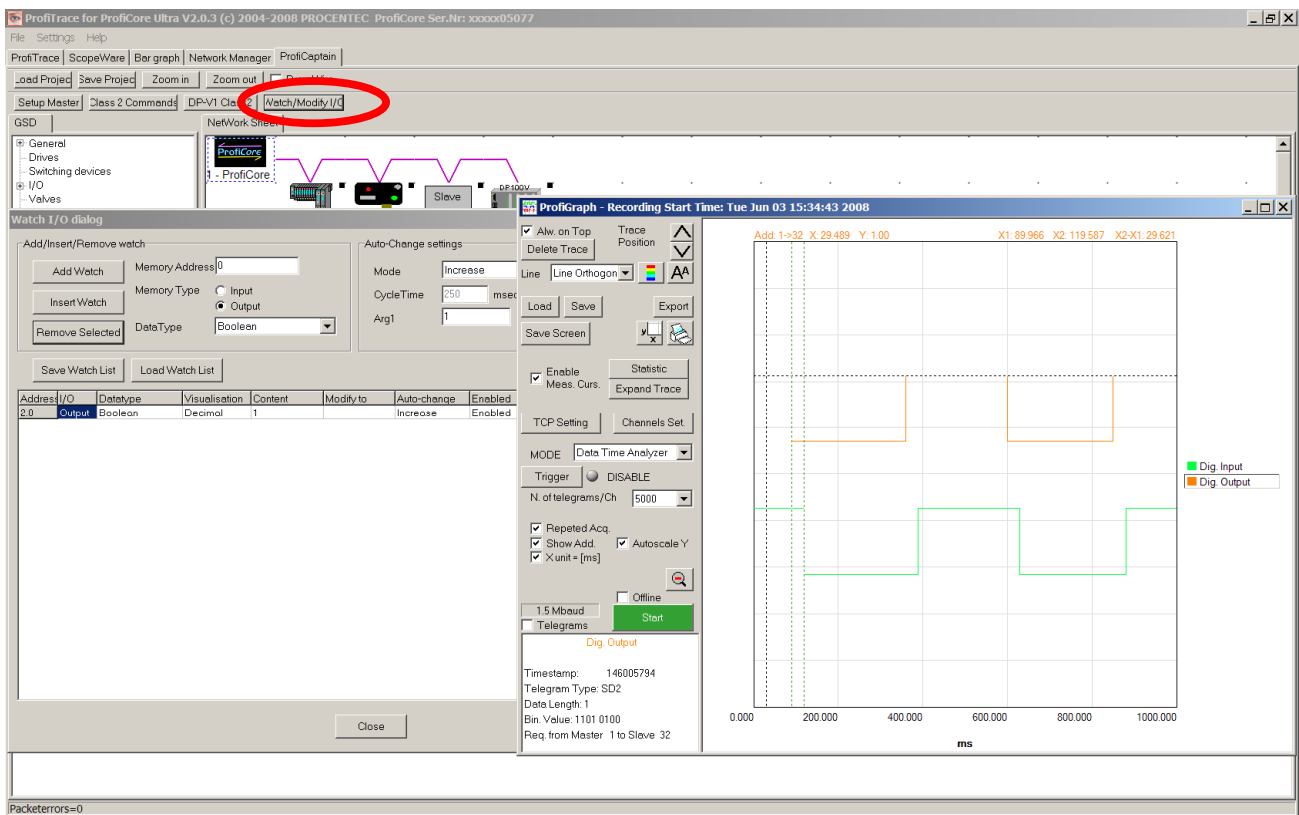 ProfiTrace for ProfiCore Ultra V2.0.3 (c) 2004-2008 PROCENTEC ProfiCore Ser.Nr: xxxxx05077
File Settings Help
ProfiTrace ScopeWare Bar graph Network Manager ProfiCaptain
Load Projec Save Projec Zoom in Zoom out
Setup Master Class 2 Commands DP-V1 Class 2 Watch/Modify I/O
GSD NetWork Sheet
General
Drives
Switching devices
I/O
Valves
ProfiCore
1 - ProfiCore
Slave
DP100V
Watch I/O dialog
Add/Insert/Remove watch
Add Watch
Insert Watch
Remove Selected
Memory Address 0
Memory Type Input
Output
DataType Boolean
Auto-Change settings
Mode Increase
CycleTime 250 msec
Arg1 1
Save Watch List Load Watch List
Address I/O Datatype Visualisation Content Modify to Auto-change Enabled
2.0 Output Boolean Decimal 1 Increase Enabled
Close
ProfiGraph - Recording Start Time: Tue Jun 03 15:34:43 2008
Alw. on Top Trace Position
Delete Trace
Line Line Orthogon AA
Load Save Export
Save Screen y x
Enable Meas. Curs. Statistic
Expand Trace
TCP Setting Channels Set.
MODE Data Time Analyzer
Trigger DISABLE
N. of telegrams/Ch 5000
Repeted Acq.
Show Add. Autoscale Y
X unit = [ms]
Offline
1.5 Mbaud Start
Telegrams
Dig. Output
Timestamp: 146005794
Telegram Type: SD2
Data Length: 1
Bin. Value: 1101 0100
Req. from Master 1 to Slave 32
Add: 1->32 X: 29.489 Y: 1.00 X1: 89.966 X2: 119.587 X2-X1: 29.621
Dig. Input
Dig. Output
0.000 200.000 400.000 600.000 800.000 1000.000
ms
Packeterrors=0